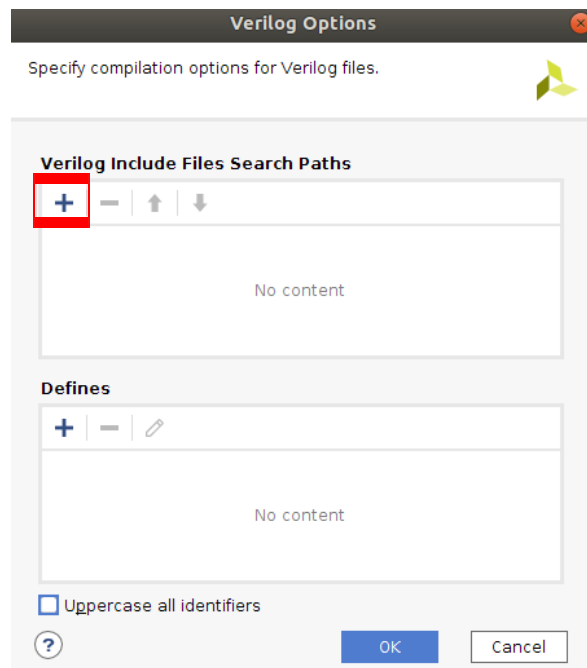 Verilog Options
Specify compilation options for Verilog files.
Verilog Include Files Search Paths
No content
Defines
No content
Uppercase all identifiers
?
OK
Cancel